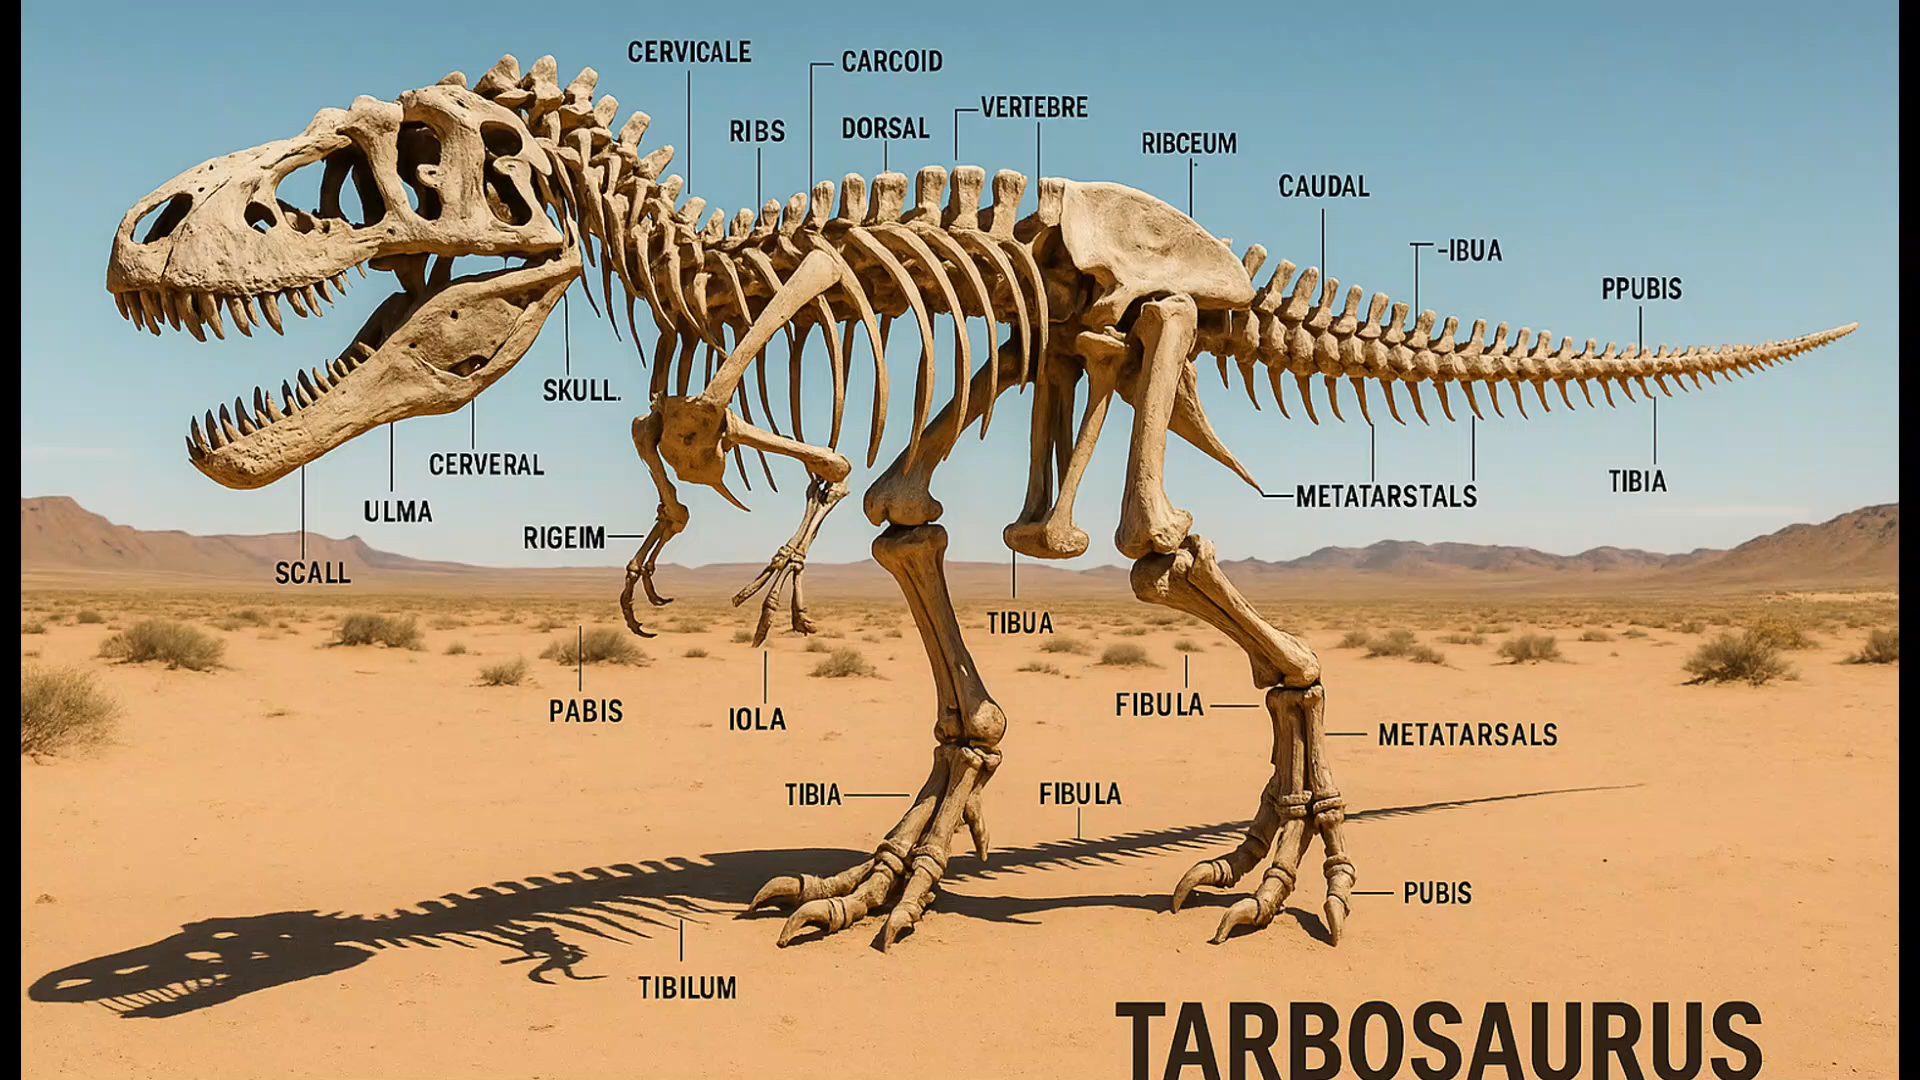 CERVICALE
CARCOID
VERTEBRE
RIBS
DORSAL
RIBCEUM
CAUDAL
-IBUA
PPUBIS
SKULL.
CERVERAL
TIBIA
METATARSTALS
ULMA
RIGEIM
SCALL
TIBUA
PABIS
IOLA
FIBULA
METATARSALS
TIBIA
FIBULA
PUBIS
TIBILUM
TARBOSAURUS